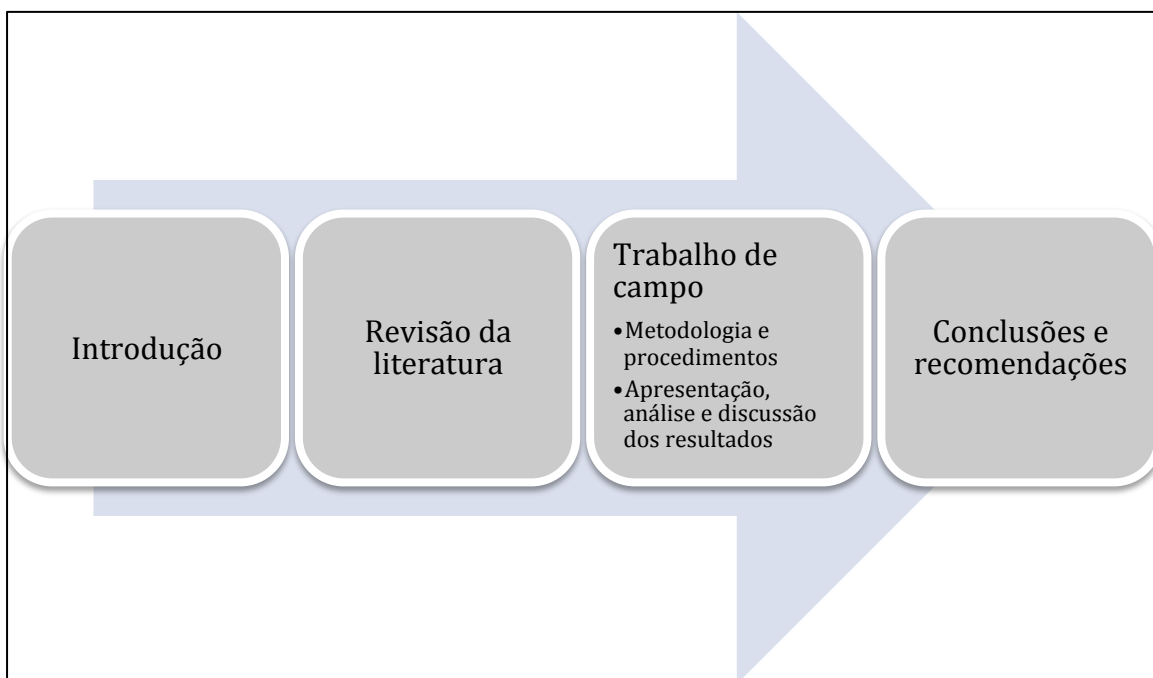 Introdução
Revisão da
literatura
Trabalho de
campo
•Metodologia e
procedimentos
•Apresentação,
análise e discussão
dos resultados
Conclusões e
recomendações